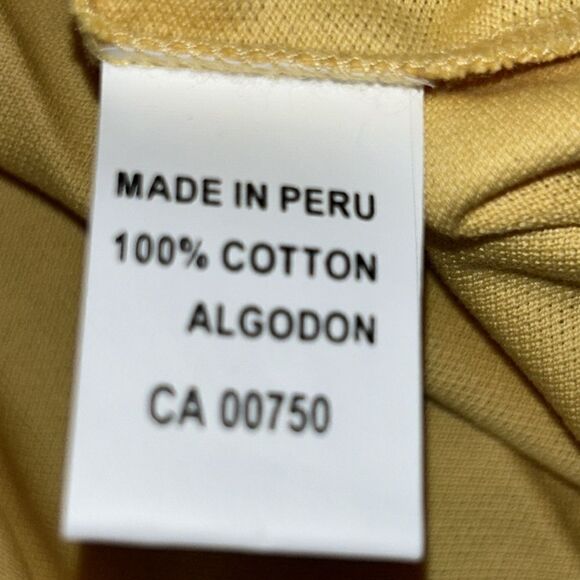 MADE IN PERU
100% COTTON
ALGODON
CA 00750